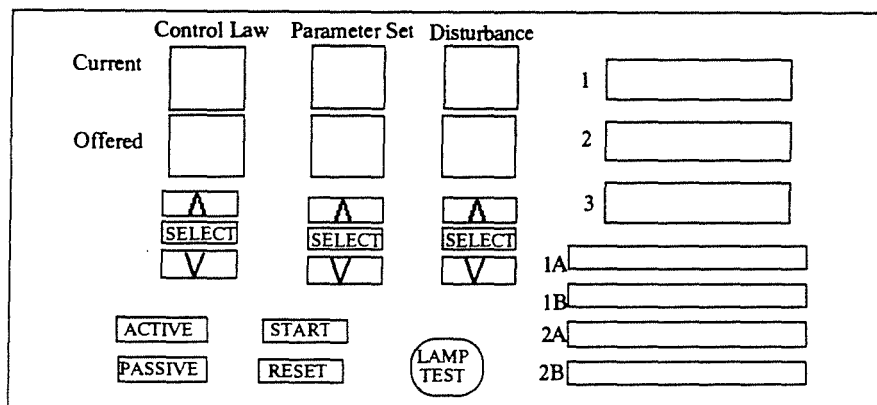 Control Law Parameter Set Disturbance
Current
1
Offered
2
3
SELECT SELECT SELECT
1A
1B
ACTIVE START
2A
LAMP
TEST
PASSIVE RESET
2B